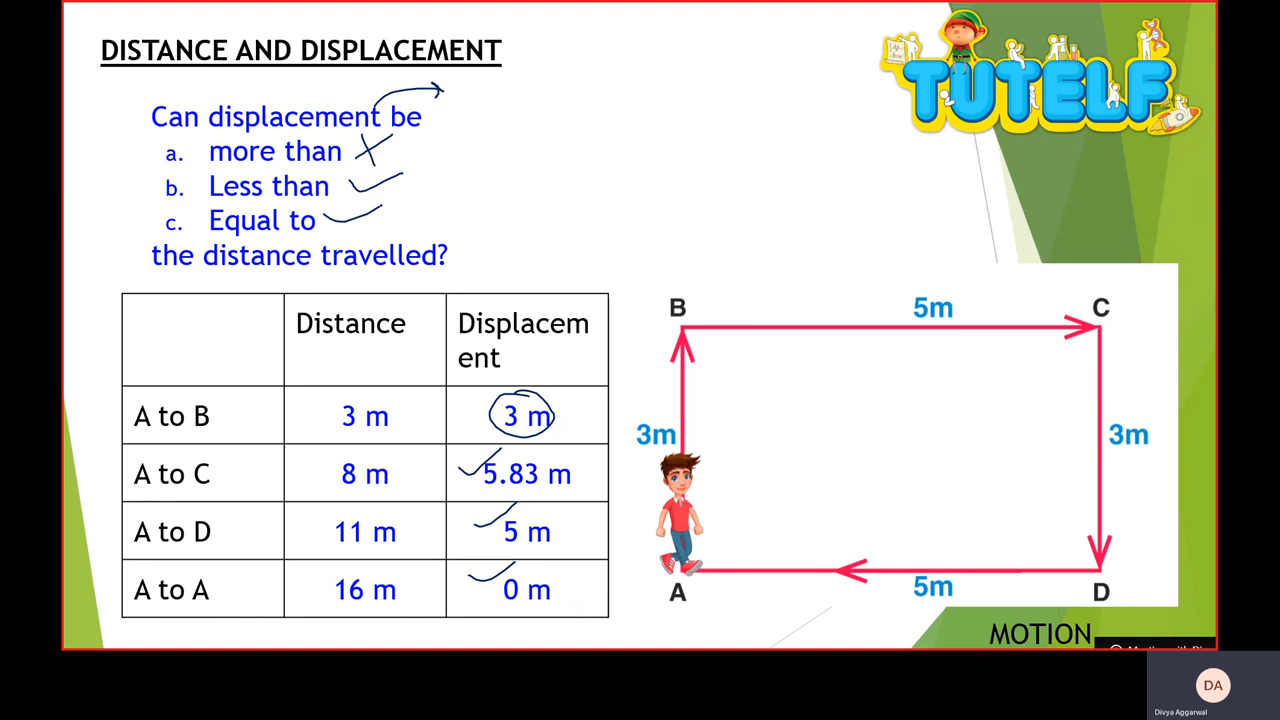 DISTANCE AND DISPLACEMENT
TUTELF
Can displacement be
a. more than
b. Less than
c. Equal to
the distance travelled?
Distance Displacem
ent
A to B 3 m 3 m
A to C 8 m 5.83 m
A to D 11 m 5 m
A to A 16 m 0 m
B 5m C
3m 3m
A 5m D
MOTION
DA
Divya Aggarwal